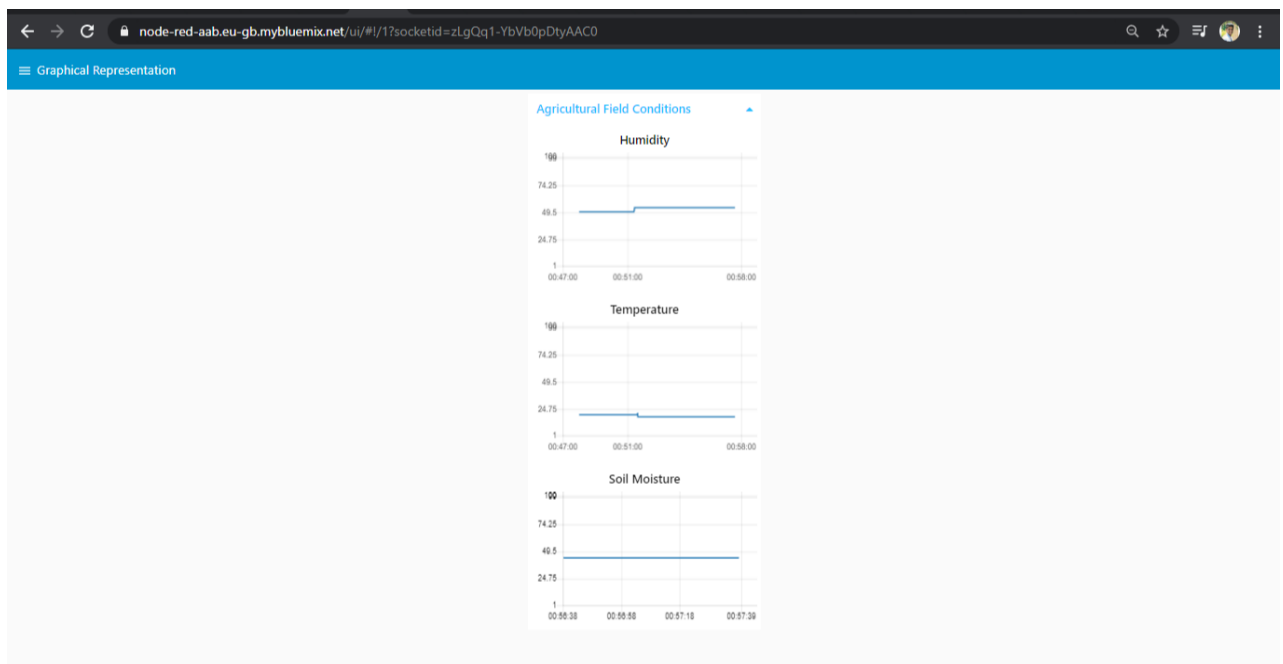 node-red-aab.eu-gb.mybluemix.net/ui/#!/1?socketid=zLgQq1-YbVb0pDtyAAC0
Graphical Representation
Agricultural Field Conditions
Humidity
100
99
74.25
49.5
24.75
1
00:47:00 00:51:00 00:58:00
Temperature
100
99
74.25
49.5
24.75
1
00:47:00 00:51:00 00:58:00
Soil Moisture
100
74.25
49.5
24.75
1
00:56:38 00:56:58 00:57:18 00:57:39